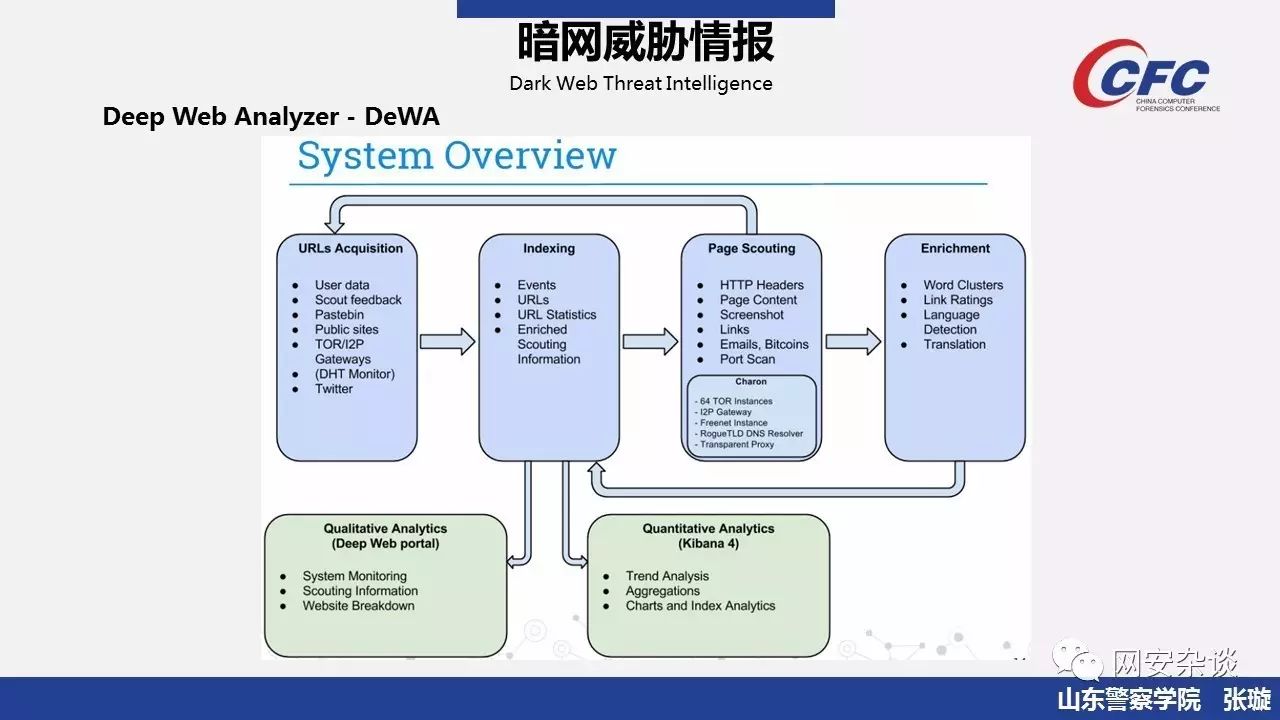 暗网威胁情报
Dark Web Threat Intelligence
CFC
CHINA COMPUTER
FORENSICS CONFERENCE
Deep Web Analyzer - DeWA
System Overview
URLs Acquisition
● User data
● Scout feedback
● Pastebin
● Public sites
● TOR/I2P
Gateways
● (DHT Monitor)
● Twitter
Indexing
● Events
● URLs
● URL Statistics
● Enriched
Scouting
Information
Page Scouting
● HTTP Headers
● Page Content
● Screenshot
● Links
● Emails, Bitcoins
● Port Scan
Charon
- 64 TOR Instances
- I2P Gateway
- Freenet Instance
- RogueTLD DNS Resolver
- Transparent Proxy
Enrichment
● Word Clusters
● Link Ratings
● Language
Detection
● Translation
Qualitative Analytics
(Deep Web portal)
● System Monitoring
● Scouting Information
● Website Breakdown
Quantitative Analytics
(Kibana 4)
● Trend Analysis
● Aggregations
● Charts and Index Analytics
网安杂谈
山东警察学院 张璇